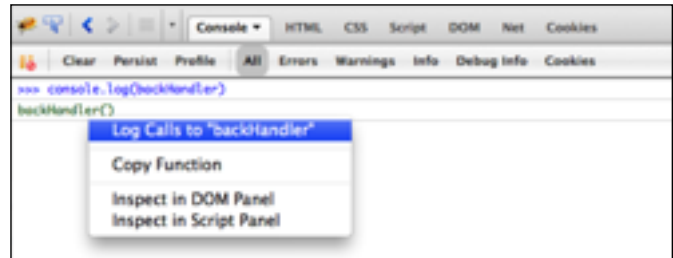 Console HTML CSS Script DOM Net Cookies
Clear Persist Profile All Errors Warnings Info Debug Info Cookies
>>> console.log(backHandler)
backHandler()
Log Calls to "backHandler"
Copy Function
Inspect in DOM Panel
Inspect in Script Panel